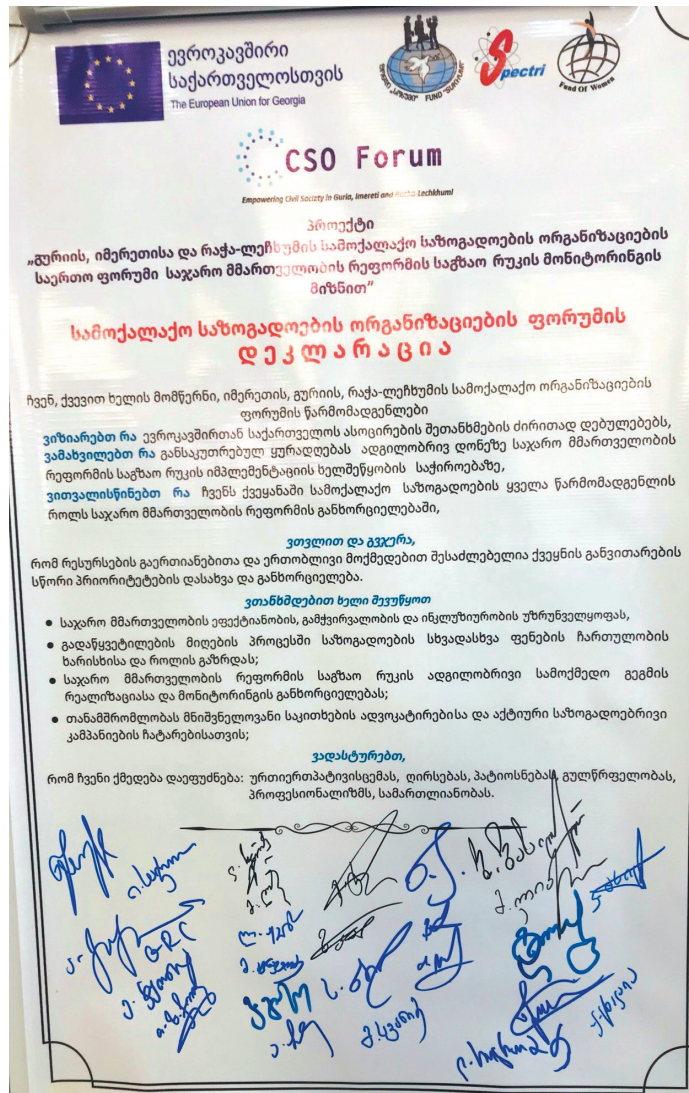 ევროკავშირი
საქართველოსთვის
The European Union for Georgia
FUND "SUKHUMI"
Spectri
Fund Of Women
CSO Forum
Empowering Civil Society in Guria, Imereti and Racha Lechkhumi
პროექტი
„გურიის, იმერეთისა და რაჭა-ლეჩხუმის სამოქალაქო საზოგადოების ორგანიზაციების
საერთო ფორუმი საჯარო მმართველობის რეფორმის საგზაო რუკის მონიტორინგის
მიზნით”
სამოქალაქო საზოგადოების ორგანიზაციების ფორუმის
დეკლარაცია
ჩვენ, ქვევით ხელის მომწერნი, იმერეთის, გურიის, რაჭა-ლეჩხუმის სამოქალაქო ორგანიზაციების
ფორუმის წარმომადგენლები
ვიზიარებთ რა ევროკავშირთან საქართველოს ასოცირების შეთანხმების ძირითად დებულებებს,
ვამახვილებთ რა განსაკუთრებულ ყურადღებას ადგილობრივ დონეზე საჯარო მმართველობის
რეფორმის საგზაო რუკის იმპლემენტაციის ხელშეწყობის საჭიროებაზე,
ვითვალისწინებთ რა ჩვენს ქვეყანაში სამოქალაქო საზოგადოების ყველა წარმომადგენლის
როლს საჯარო მმართველობის რეფორმის განხორციელებაში,
ვთვლით და გვჯერა,
რომ რესურსების გაერთიანებითა და ერთობლივი მოქმედებით შესაძლებელია ქვეყნის განვითარების
სწორი პრიორიტეტების დასახვა და განხორციელება.
ვთანხმდებით ხელი შევუწყოთ
• საჯარო მმართველობის ეფექტიანობის, გამჭვირვალობის და ინკლუზიურობის უზრუნველყოფას,
• გადაწყვეტილების მიღების პროცესში საზოგადოების სხვადასხვა ფენების ჩართულობის
ხარისხისა და როლის გაზრდას;
• საჯარო მმართველობის რეფორმის საგზაო რუკის ადგილობრივი სამოქმედო გეგმის
რეალიზაციასა და მონიტორინგის განხორციელებას;
• თანამშრომლობას მნიშვნელოვანი საკითხების ადვოკატირებისა და აქტიური საზოგადოებრივი
კამპანიების ჩატარებისათვის;
ვადასტურებთ,
რომ ჩვენი ქმედება დაეფუძნება: ურთიერთპატივისცემას, ღირსებას, პატიოსნებას, გულწრფელობას,
პროფესიონალიზმს, სამართლიანობას.